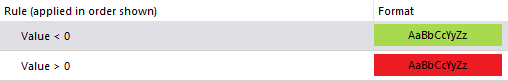 Rule (applied in order shown) Format
Value < 0 AaBbCcYyZz
Value > 0 AaBbCcYyZz